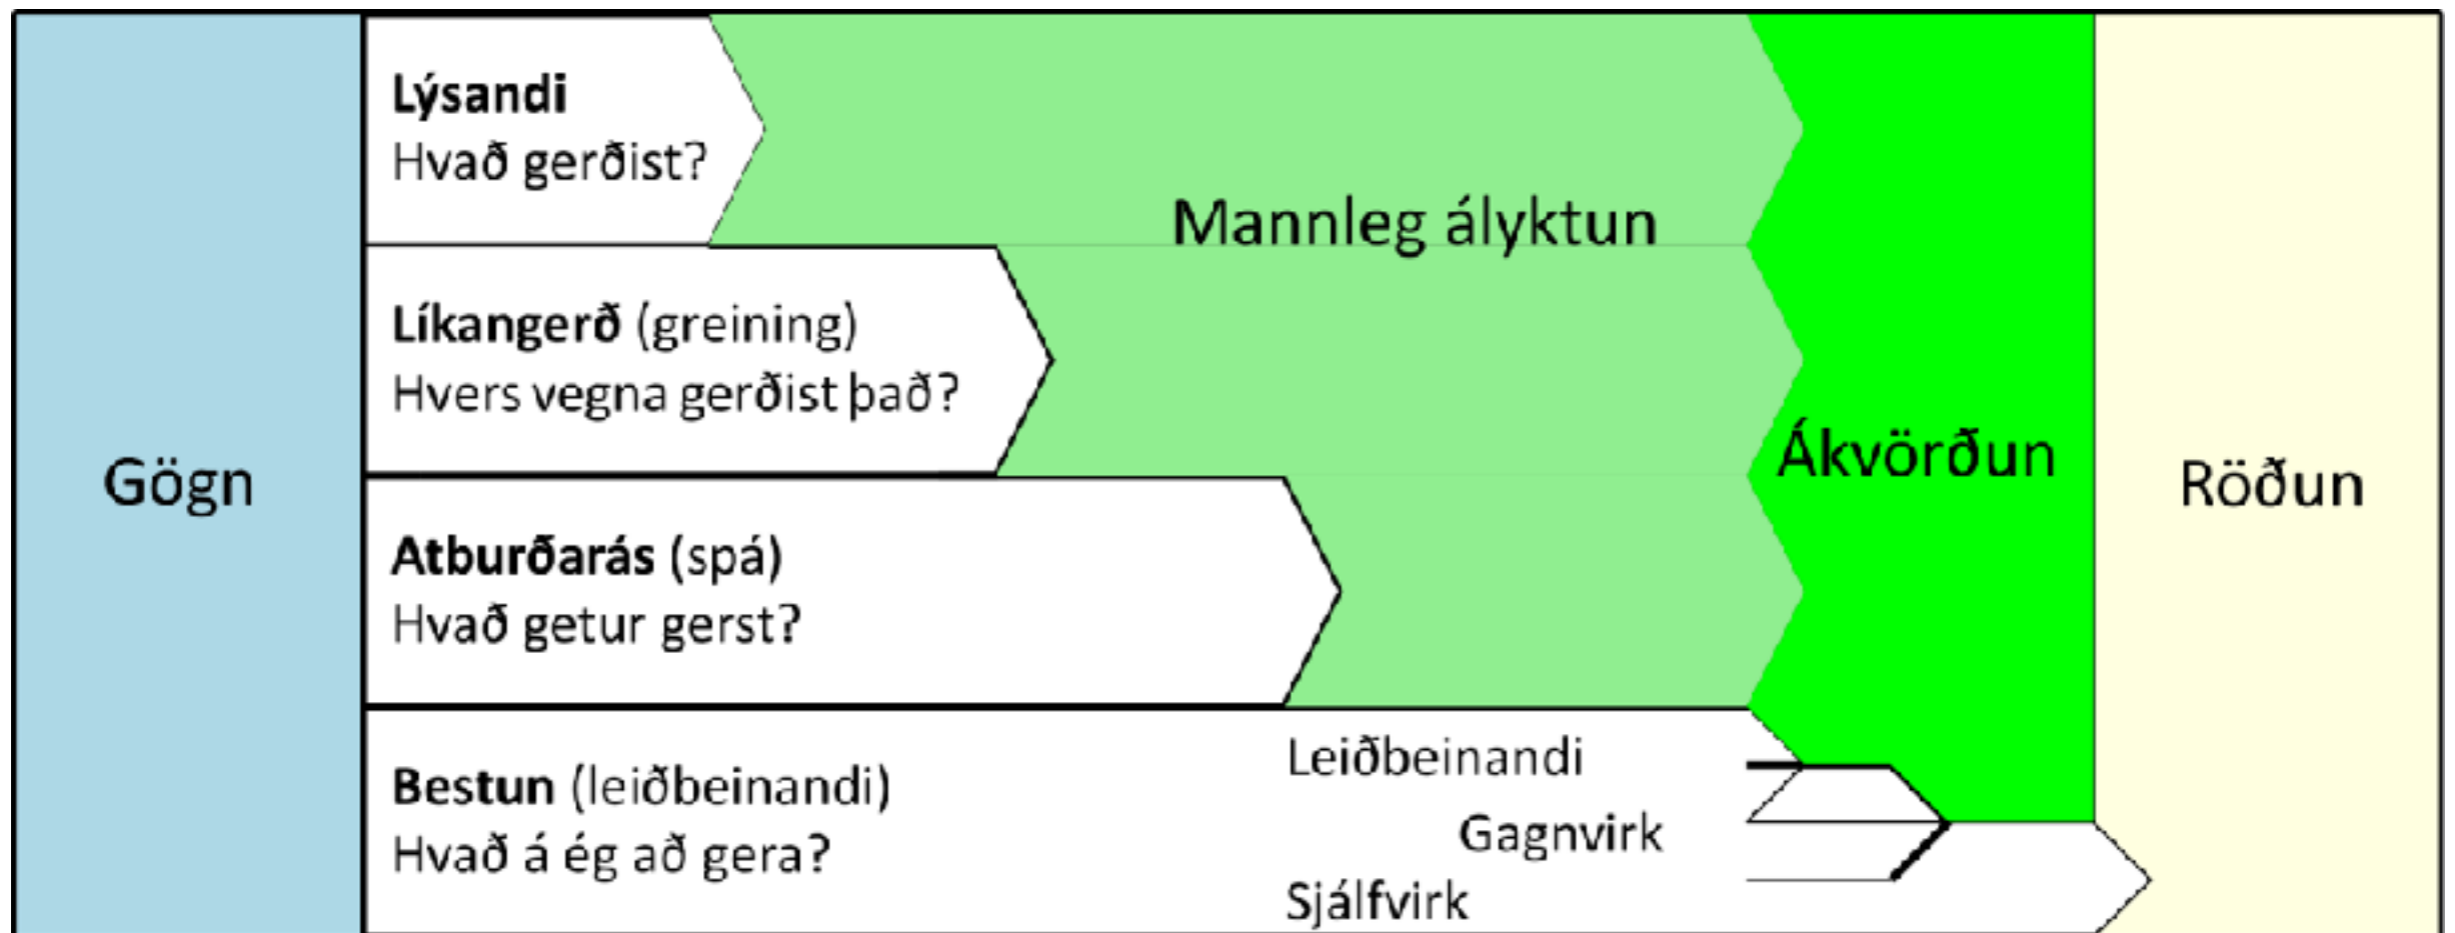 Gögn
Lýsandi
Hvað gerðist?
Líkangerð (greining)
Hvers vegna gerðist það?
Atburðarás (spá)
Hvað getur gerst?
Bestun (leiðbeinandi)
Hvað á ég að gera?
Leiðbeinandi
Gagnvirk
Sjálfvirk
Mannleg ályktun
Ákvörðun
Röðun